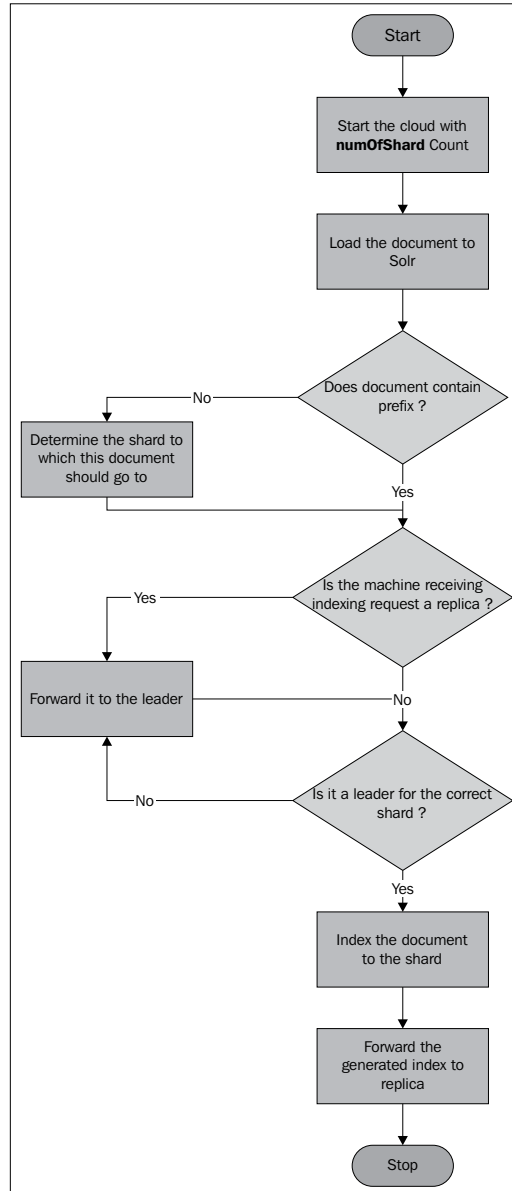 Start
Start the cloud with
numOfShard Count
Load the document to
Solr
Does document contain
prefix ?
No
Determine the shard to
which this document
should go to
Yes
Is the machine receiving
indexing request a replica ?
Yes
Forward it to the leader
No
Is it a leader for the correct
shard ?
No
Yes
Index the document
to the shard
Forward the
generated index to
replica
Stop